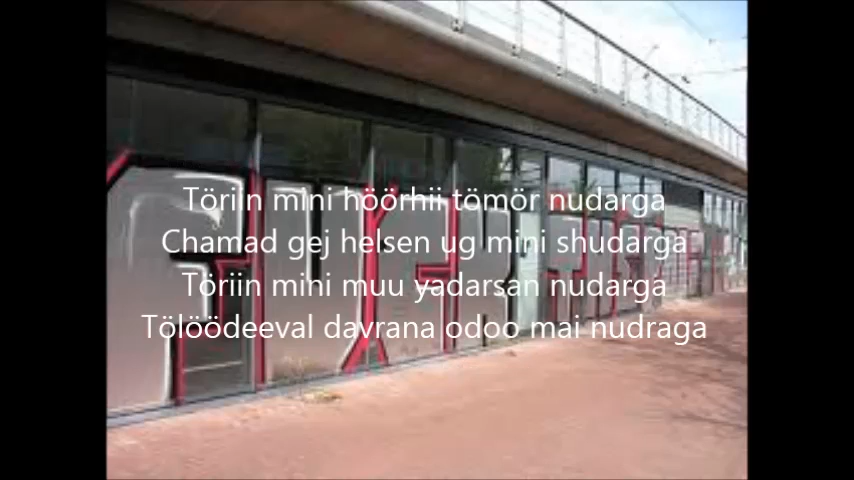 Töriin mini höörhii tömör nudarga
Chamad gej helsen ug mini shudarga
Töriin mini muu yadarsan nudarga
Tölöödeeval davrana odoo mai nudraga